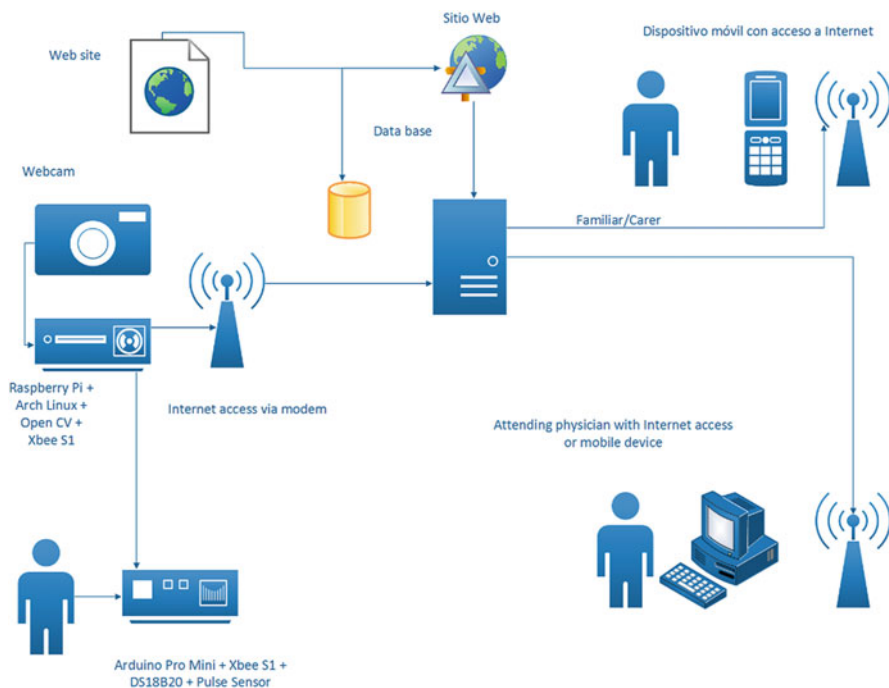 Sitio Web
Web site
Dispositivo móvil con acceso a Internet
Data base
Webcam
Familiar/Carer
Raspberry Pi +
Arch Linux +
Open CV +
Xbee S1
Internet access via modem
Attending physician with Internet access
or mobile device
Arduino Pro Mini + Xbee S1 +
DS18B20 + Pulse Sensor